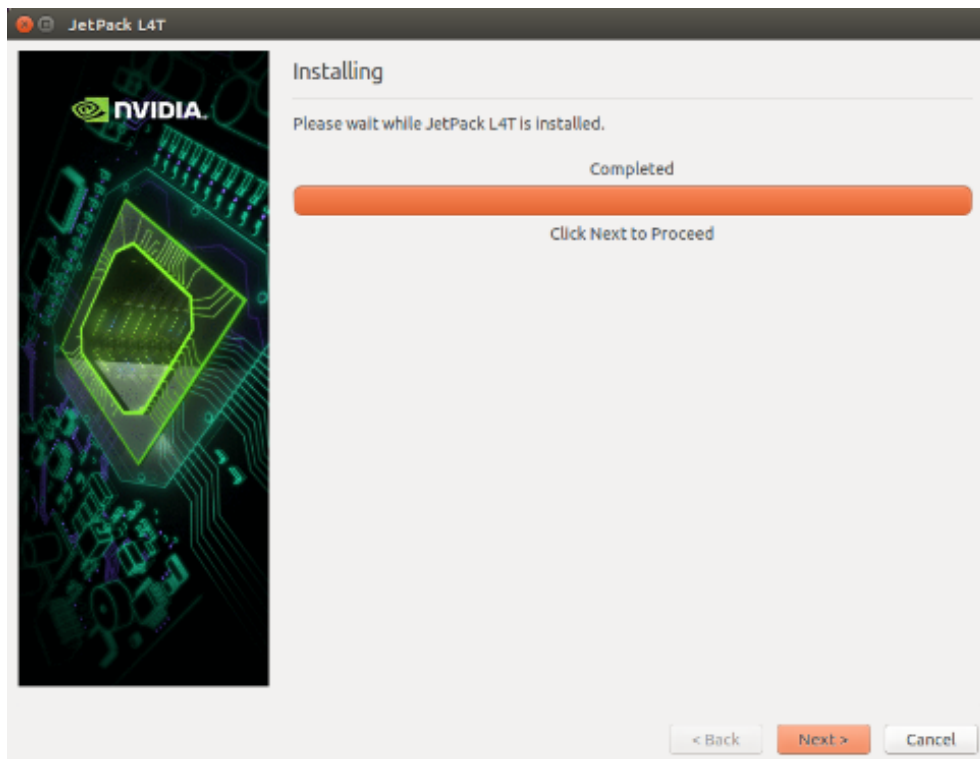 JetPack L4T
NVIDIA.
Installing
Please wait while JetPack L4T is installed.
Completed
Click Next to Proceed
< Back
Next >
Cancel